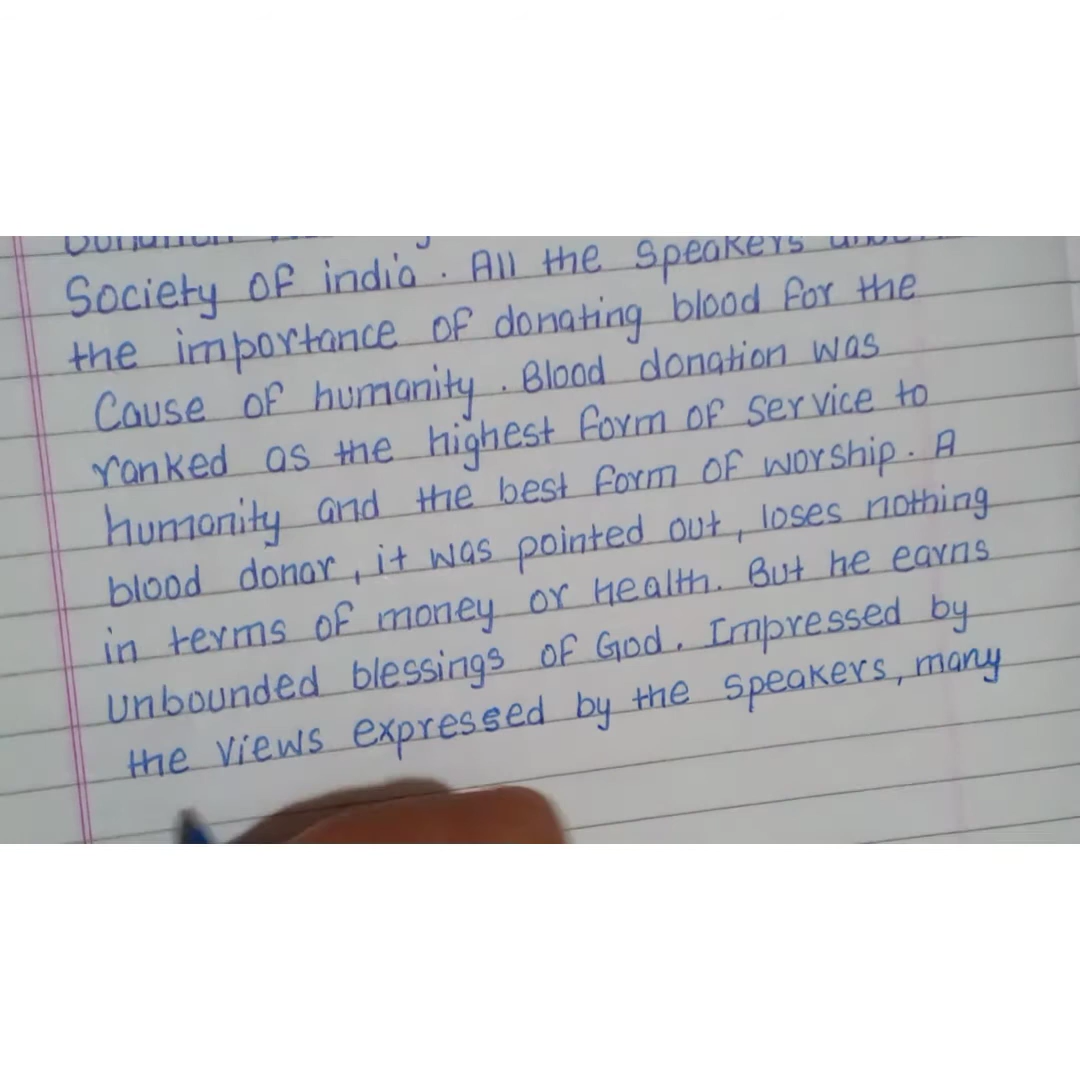 Society of india. All the Speakers
the importance of donating blood for the
Cause of humanity. Blood donation was
ranked as the highest form of service to
humanity and the best form of worship. A
blood donar, it was pointed out, loses nothing
in terms of money or health. But he earns
unbounded blessings of God. Impressed by
the views expressed by the speakers, many